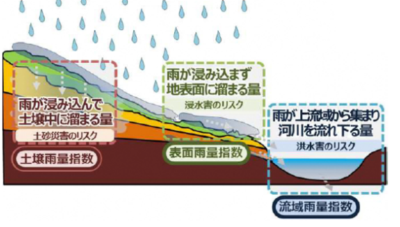 雨が浸み込んで
土壌中に溜まる量
土砂災害のリスク
土壌雨量指数
雨が浸み込まず
地表面に溜まる量
浸水害のリスク
表面雨量指数
雨が上流域から集まり
河川を流れ下る量
洪水害のリスク
流域雨量指数